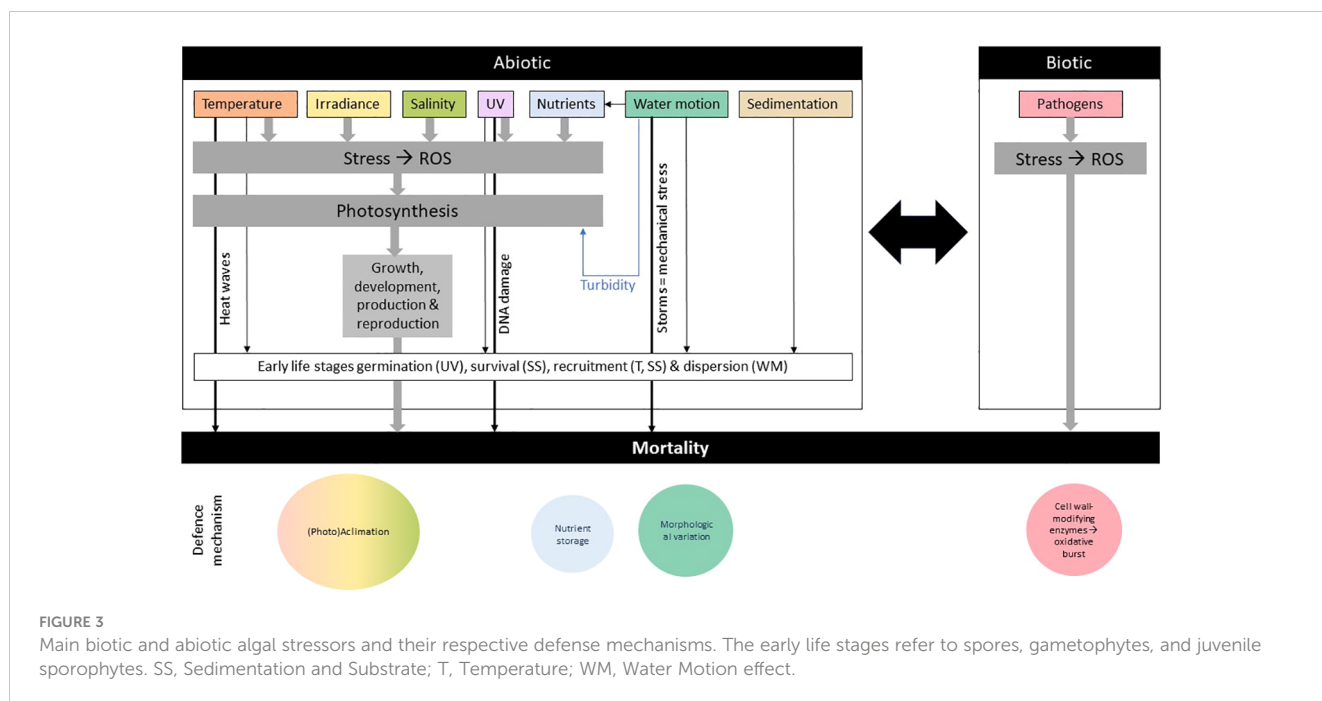 Abiotic
Biotic
Temperature
Irradiance
Salinity
UV
Nutrients
Water motion
Sedimentation
Pathogens
Stress → ROS
Stress → ROS
Photosynthesis
Heat waves
Growth,
development,
production &
reproduction
DNA damage
Turbidity
Storms = mechanical stress
Early life stages germination (UV), survival (SS), recruitment (T, SS) & dispersion (WM)
Mortality
Defence
mechanism
(Photo)Aclimation
Nutrient
storage
Morphologic
al variation
Cell wall-
modifying
enzymes→
oxidative
burst
FIGURE 3
Main biotic and abiotic algal stressors and their respective defense mechanisms. The early life stages refer to spores, gametophytes, and juvenile
sporophytes. SS, Sedimentation and Substrate; T, Temperature; WM, Water Motion effect.